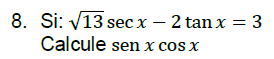 8. Si: √13 sec x − 2 tan x = 3
Calcule sen x cos x